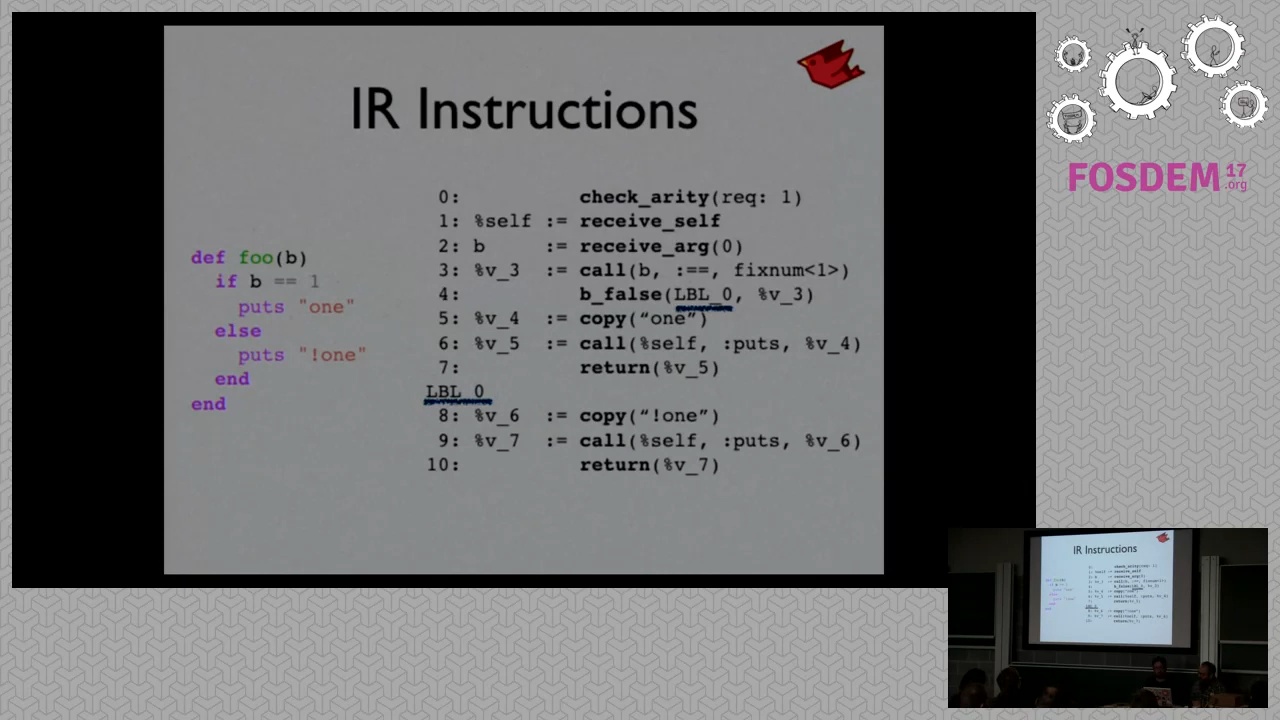 IR Instructions
def foo(b)
  if b == 1
    puts "one"
  else
    puts "!one"
  end
end
0: check_arity(req: 1)
1: %self := receive_self
2: b := receive_arg(0)
3: %v_3 := call(b, :==, fixnum<1>)
4: b_false(LBL_0, %v_3)
5: %v_4 := copy(“one”)
6: %v_5 := call(%self, :puts, %v_4)
7: return(%v_5)
LBL_0
8: %v_6 := copy(“!one”)
9: %v_7 := call(%self, :puts, %v_6)
10: return(%v_7)
FOSDEM 17
.org
IR Instructions